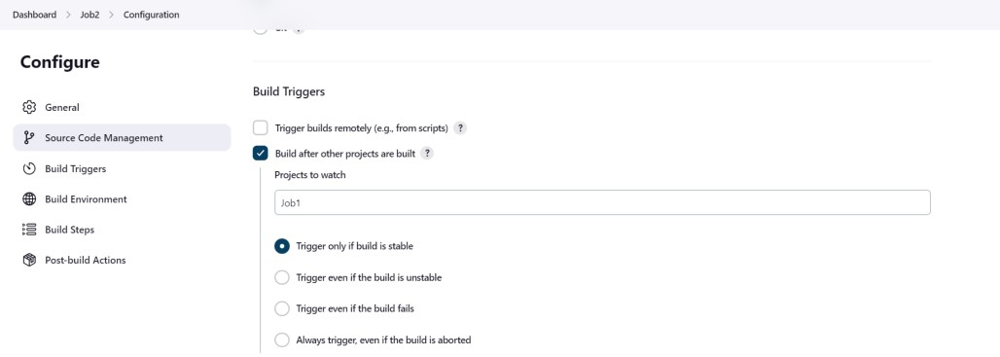 Dashboard > Job2 > Configuration
Configure
General
Source Code Management
Build Triggers
Build Environment
Build Steps
Post-build Actions
Build Triggers
Trigger builds remotely (e.g., from scripts) ?
Build after other projects are built ?
Projects to watch
Job1
Trigger only if build is stable
Trigger even if the build is unstable
Trigger even if the build fails
Always trigger, even if the build is aborted